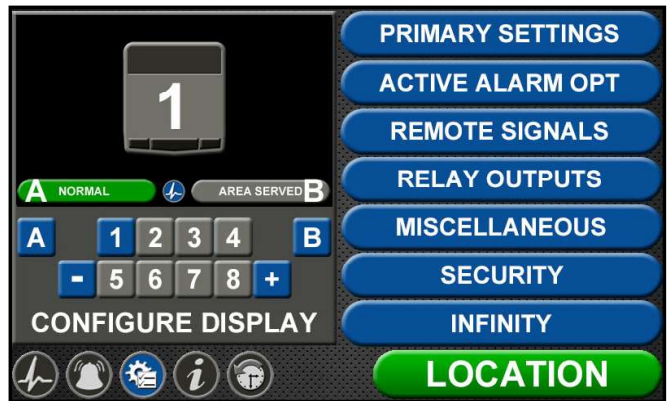 1
A NORMAL
AREA SERVED B
A 1 2 3 4 B
- 5 6 7 8 +
CONFIGURE DISPLAY
PRIMARY SETTINGS
ACTIVE ALARM OPT
REMOTE SIGNALS
RELAY OUTPUTS
MISCELLANEOUS
SECURITY
INFINITY
i
LOCATION